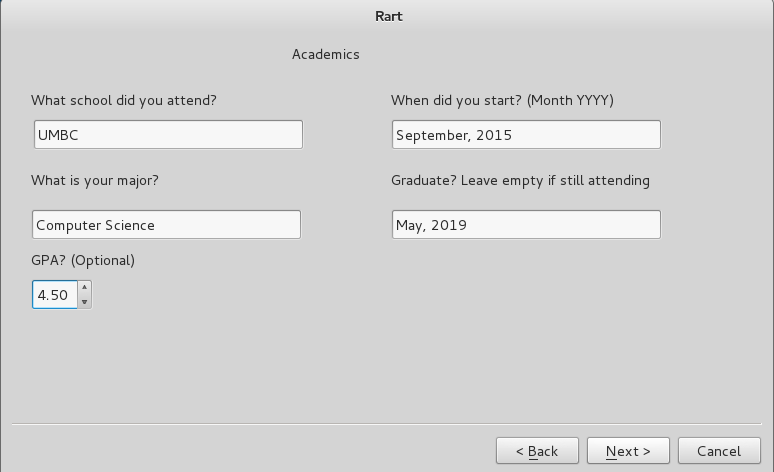 Rart
Academics
What school did you attend?
When did you start? (Month YYYY)
UMBC
September, 2015
What is your major?
Graduate? Leave empty if still attending
Computer Science
May, 2019
GPA? (Optional)
4.50
< Back
Next >
Cancel